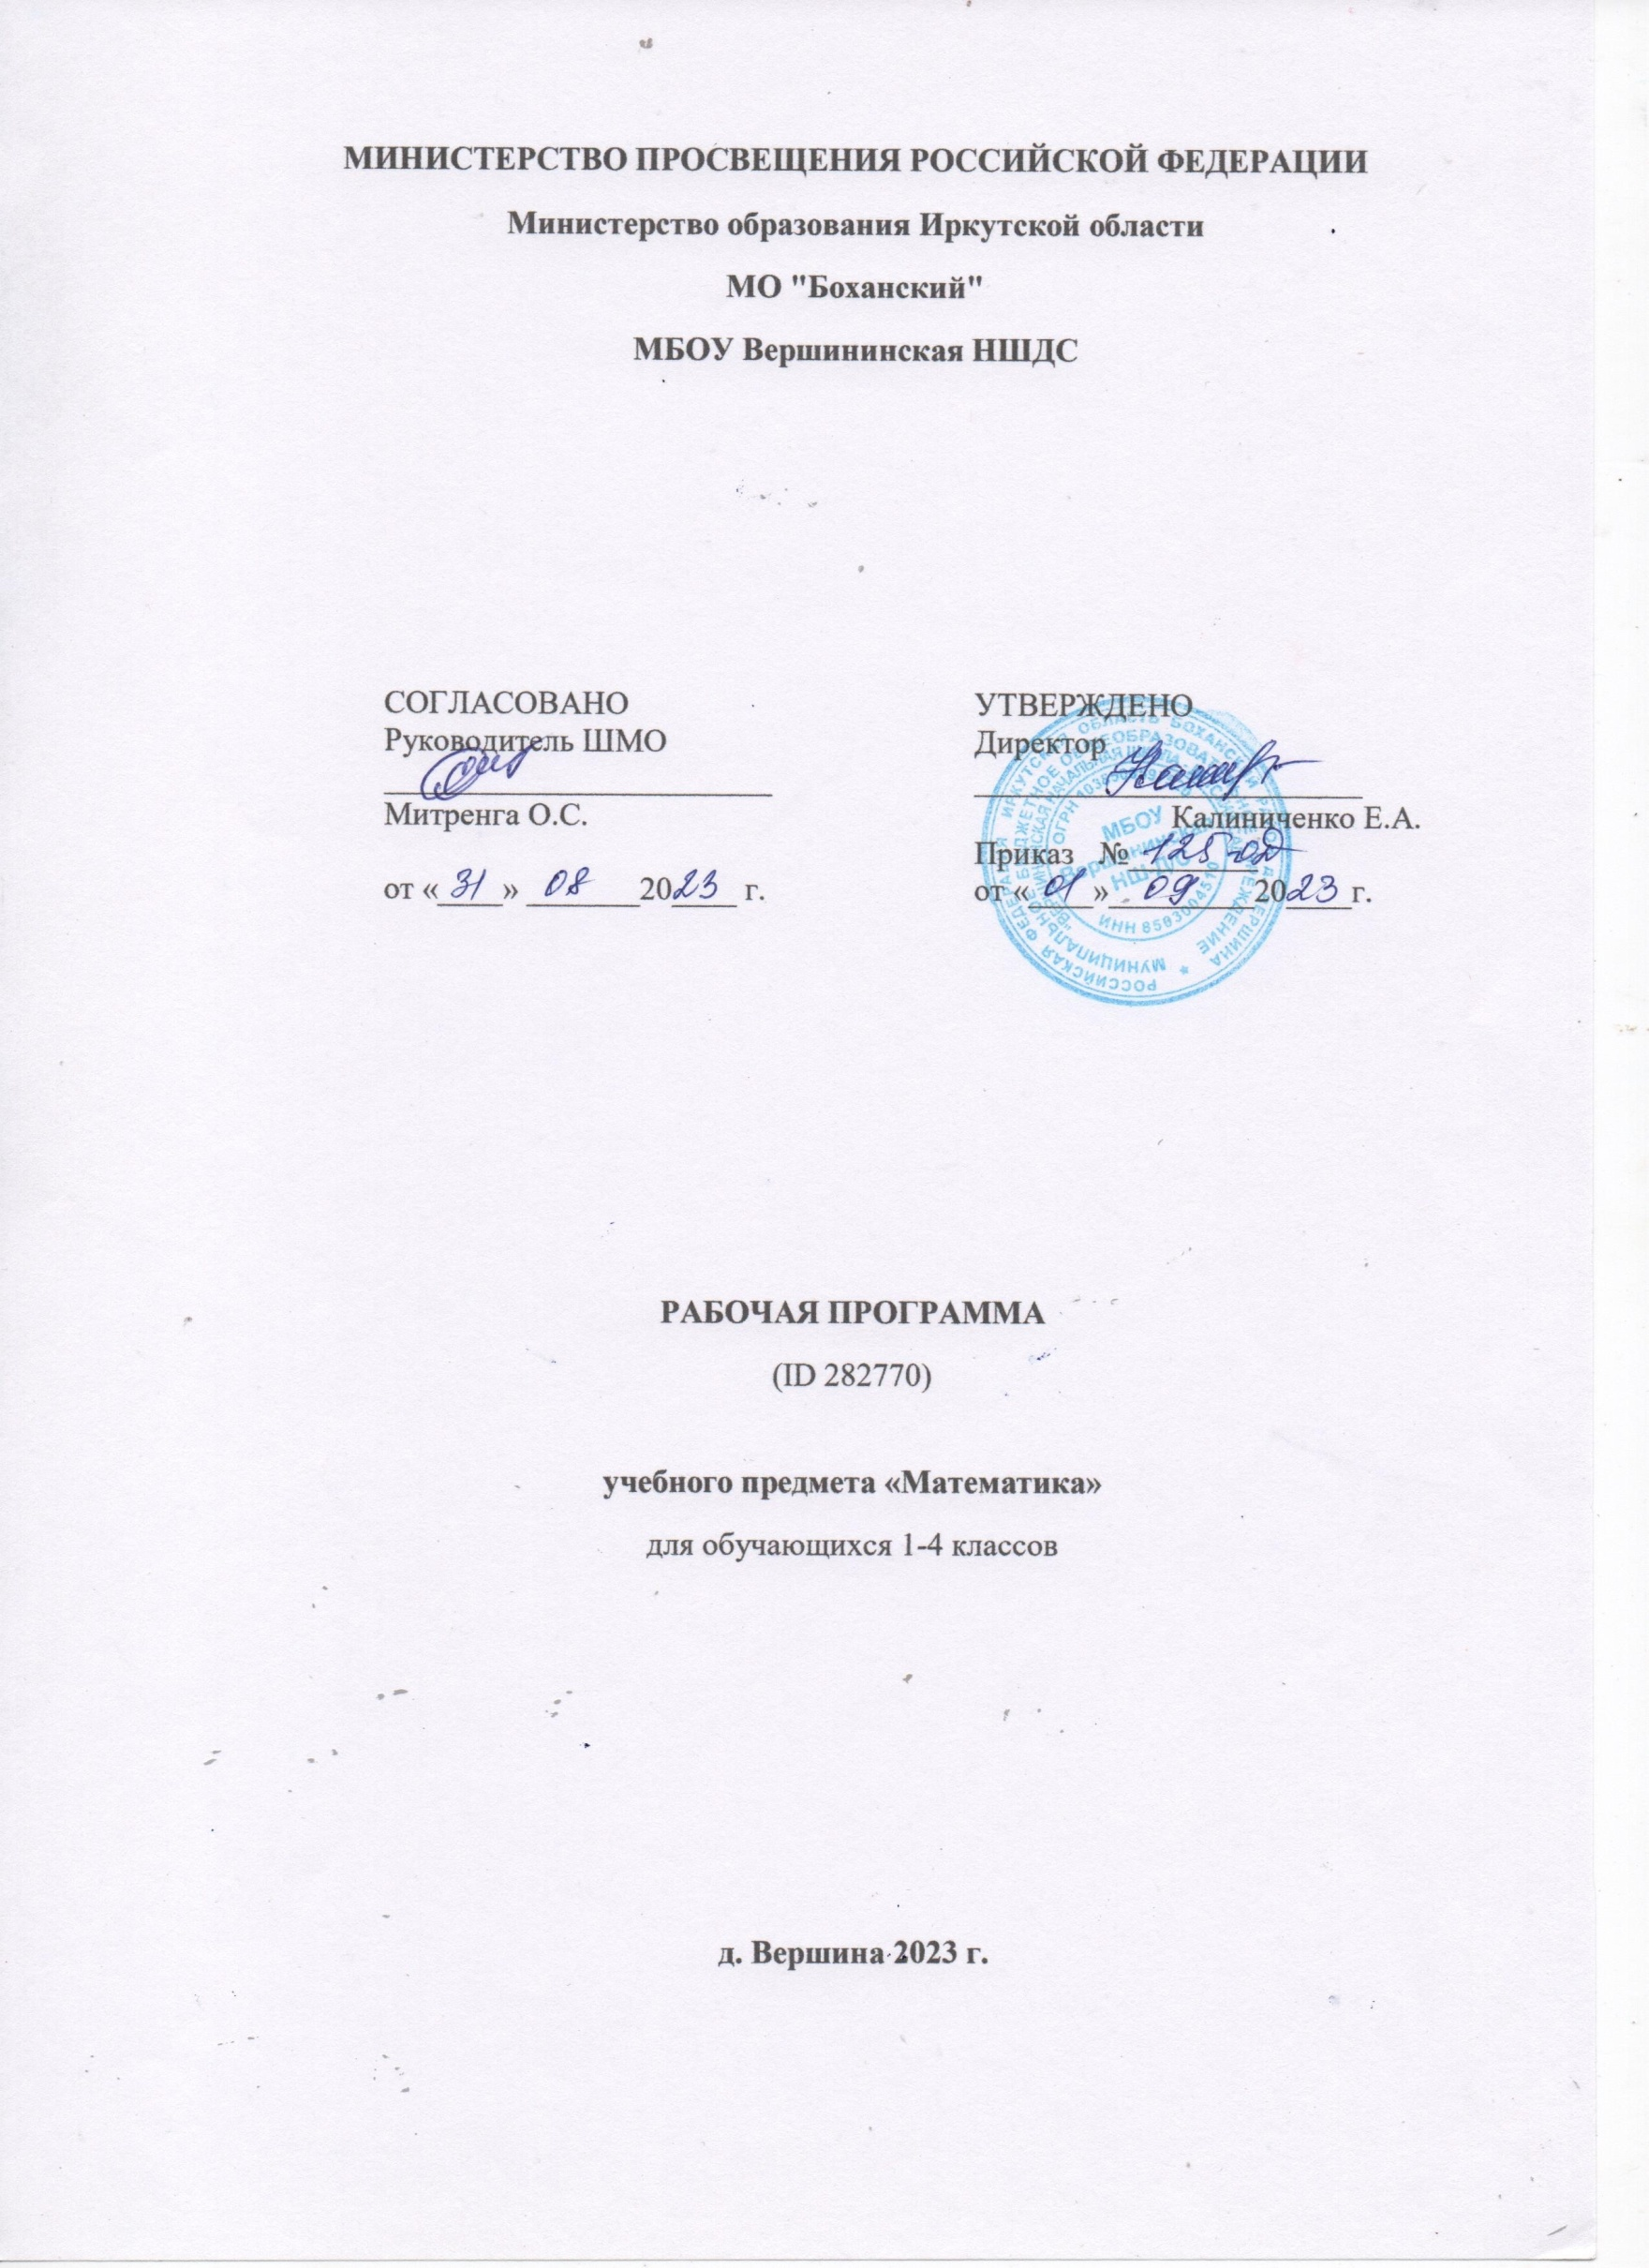 МИНИСТЕРСТВО ПРОСВЕЩЕНИЯ РОССИЙСКОЙ ФЕДЕРАЦИИ
Министерство образования Иркутской области
МО "Боханский"
МБОУ Вершининская НШДС
СОГЛАСОВАНО
Руководитель ШМО
Митренга О.С.
от «31» 08 2023 г.
УТВЕРЖДЕНО
Директор
Калиниченко Е.А.
Приказ № 125 од
от «01» 09 2023 г.
МБОУ
РАБОЧАЯ ПРОГРАММА
(ID 282770)
учебного предмета «Математика»
для обучающихся 1-4 классов
д. Вершина 2023 г.